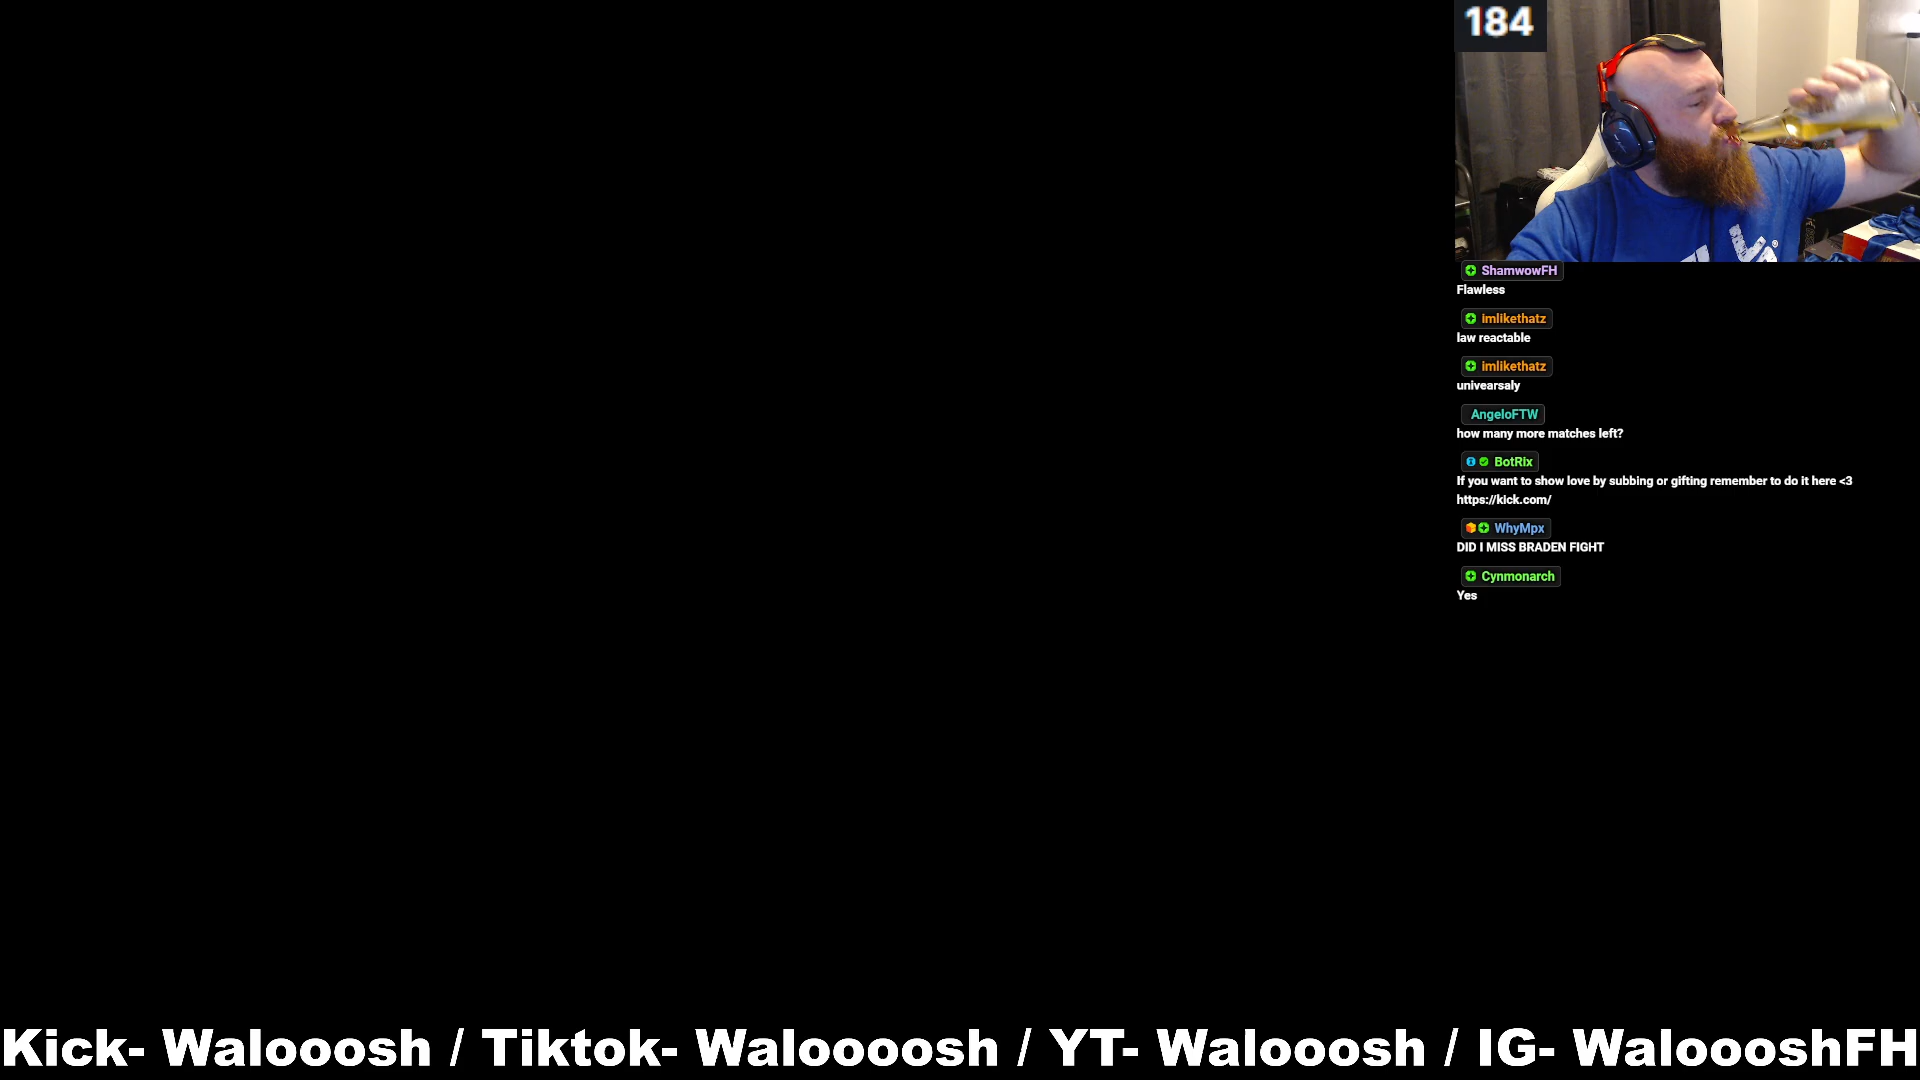 184
ShamwowFH
Flawless
imlikethatz
law reactable
imlikethatz
univearsaly
AngeloFTW
how many more matches left?
BotRix
If you want to show love by subbing or gifting remember to do it here <3
https://kick.com/
WhyMpx
DID I MISS BRADEN FIGHT
Cynmonarch
Yes
Kick- Walooosh / Tiktok- Waloooosh / YT- Walooosh / IG- WaloooshFH